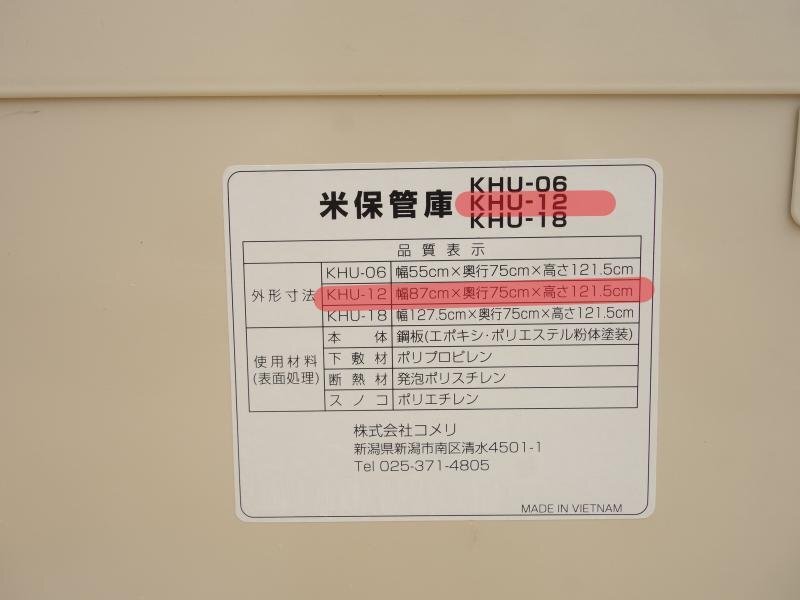 米保管庫
KHU-06
KHU-12
KHU-18
品質表示
外形寸法
KHU-06 幅55cm×奥行75cm×高さ121.5cm
KHU-12 幅87cm×奥行75cm×高さ121.5cm
KHU-18 幅127.5cm×奥行75cm×高さ121.5cm
使用材料
(表面処理)
本体 鋼板(エポキシ・ポリエステル粉体塗装)
下敷材 ポリプロピレン
断熱材 発泡ポリスチレン
スノコ ポリエチレン
株式会社コメリ
新潟県新潟市南区清水4501-1
Tel 025-371-4805
MADE IN VIETNAM